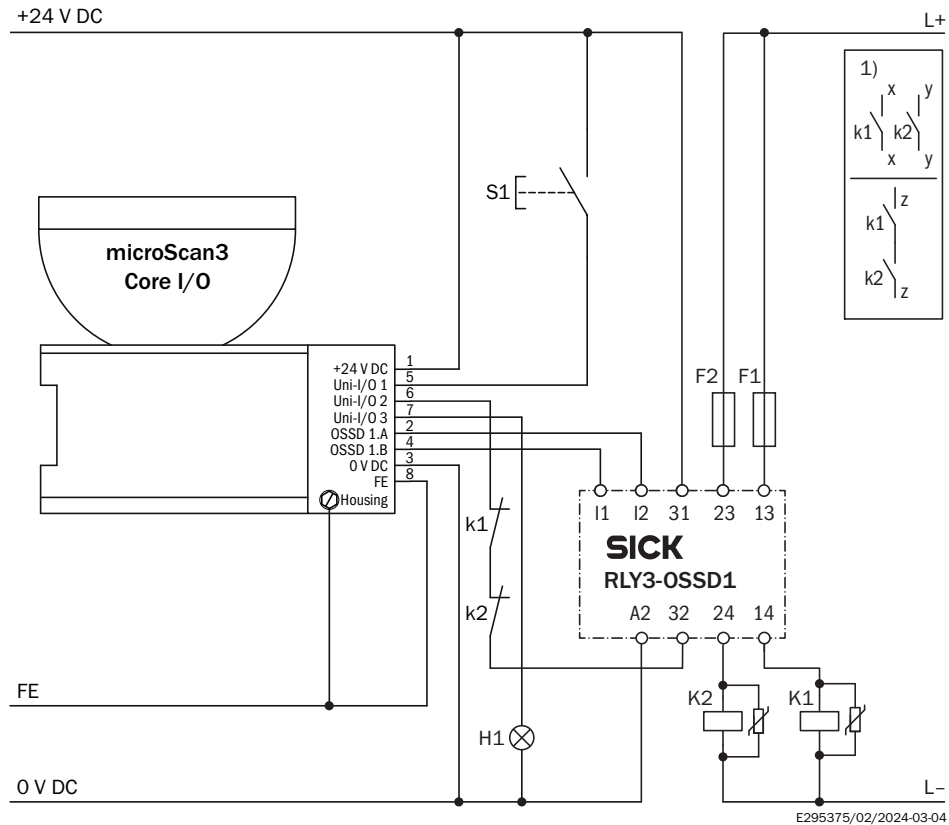 +24 V DC
L+
1)
x
y
k1
k2
x
y
z
k1
k2
z
S1
microScan3
Core I/O
F2
F1
+24 V DC
1
Uni-I/O 1
5
Uni-I/O 2
6
Uni-I/O 3
7
OSSD 1.A
2
OSSD 1.B
4
0 V DC
3
FE
8
Housing
I1
I2
31
23
13
k1
SICK
RLY3-OSSD1
k2
A2
32
24
14
FE
K2
K1
H1
0 V DC
L–
E295375/02/2024-03-04